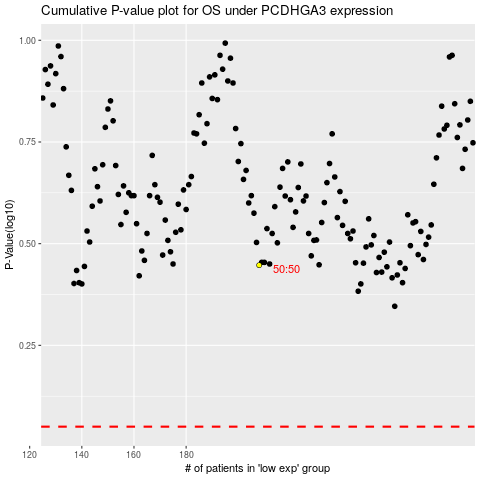 Cumulative P-value plot for OS under PCDHGA3 expression
P-Value(log10)
1.00
0.75
0.50
0.25
50:50
120 140 160 180
# of patients in 'low exp' group